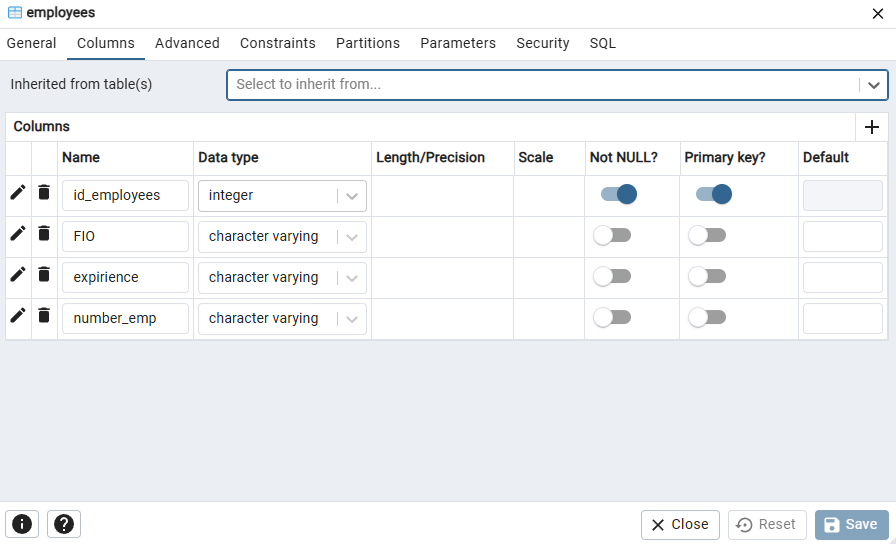 employees
General Columns Advanced Constraints Partitions Parameters Security SQL
Inherited from table(s) Select to inherit from...
Columns
Name Data type Length/Precision Scale Not NULL? Primary key? Default
id_employees integer
FIO character varying
expirience character varying
number_emp character varying
Close Reset Save